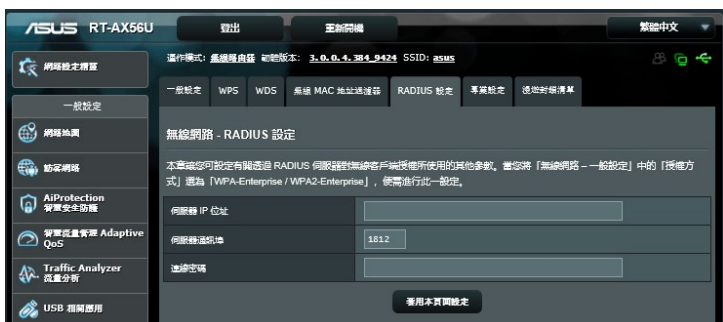 ASUS RT-AX56U 登出 重新開機 繁體中文
運作模式: 無線路由器 韌體版本: 3.0.0.4.384_9424 SSID: asus
網路設定精靈
一般設定 WPS WDS 無線 MAC 地址過濾器 RADIUS 設定 專業設定 漫遊封鎖清單
一般設定
網路地圖
訪客網路
AiProtection
智慧安全防護
智慧流量管理 Adaptive
QoS
Traffic Analyzer
流量分析
USB 相關應用
無線網路 - RADIUS 設定
本章讓您可設定有關透過 RADIUS 伺服器對無線客戶端授權所使用的其他參數。當您將「無線網路 – 一般設定」中的「授權方
式」選為「WPA-Enterprise / WPA2-Enterprise」, 便需進行此一設定。
伺服器 IP 位址
伺服器通訊埠 1812
連線密碼
套用本頁面設定